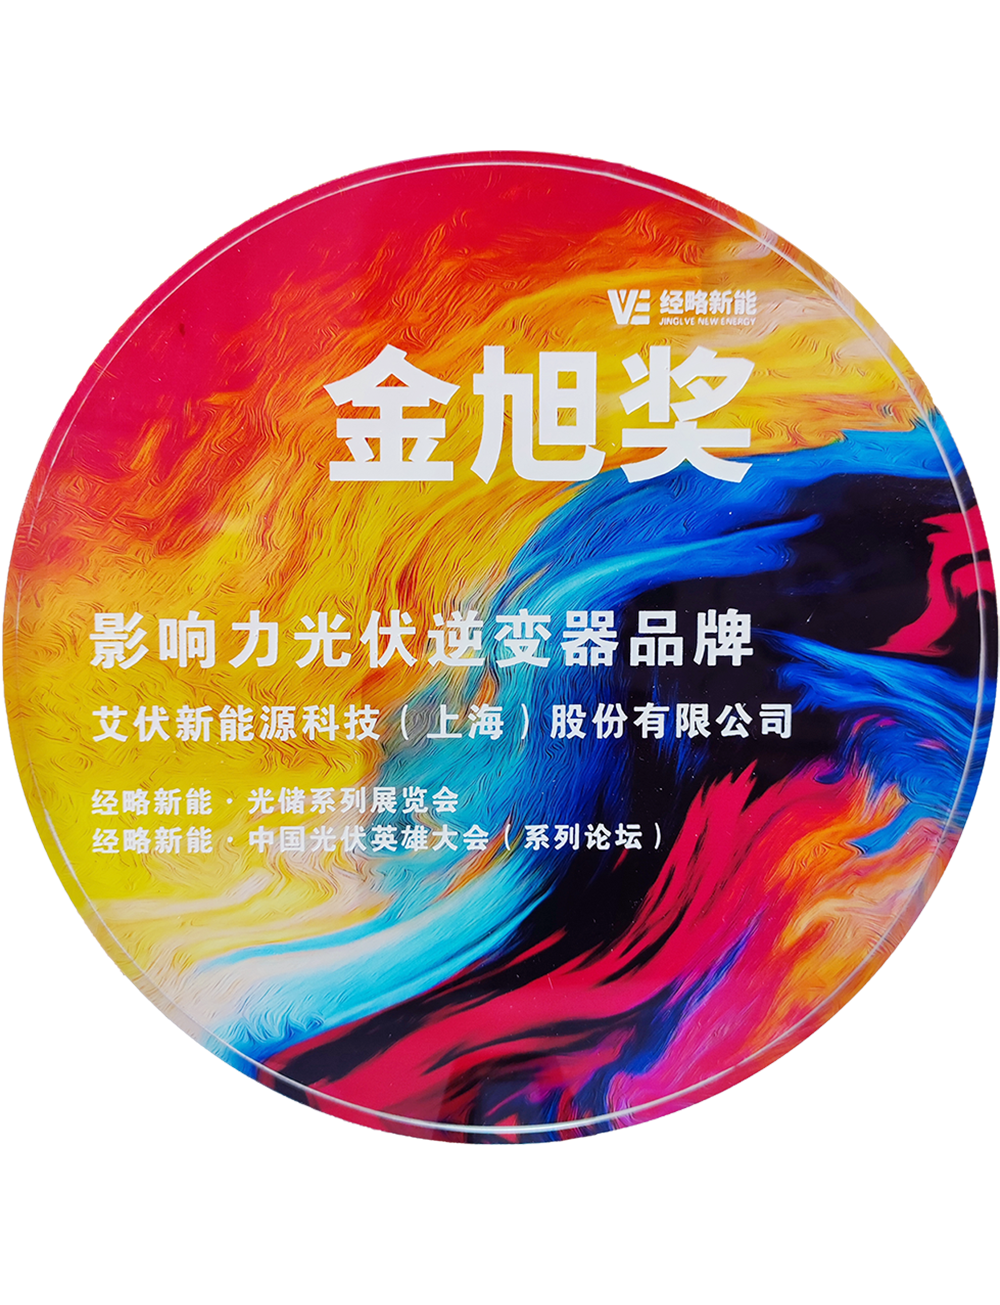 VE 经略新能
JINGLVE NEW ENERGY
金旭奖
影响力光伏逆变器品牌
艾伏新能源科技（上海）股份有限公司
经略新能·光储系列展览会
经略新能·中国光伏英雄大会（系列论坛）